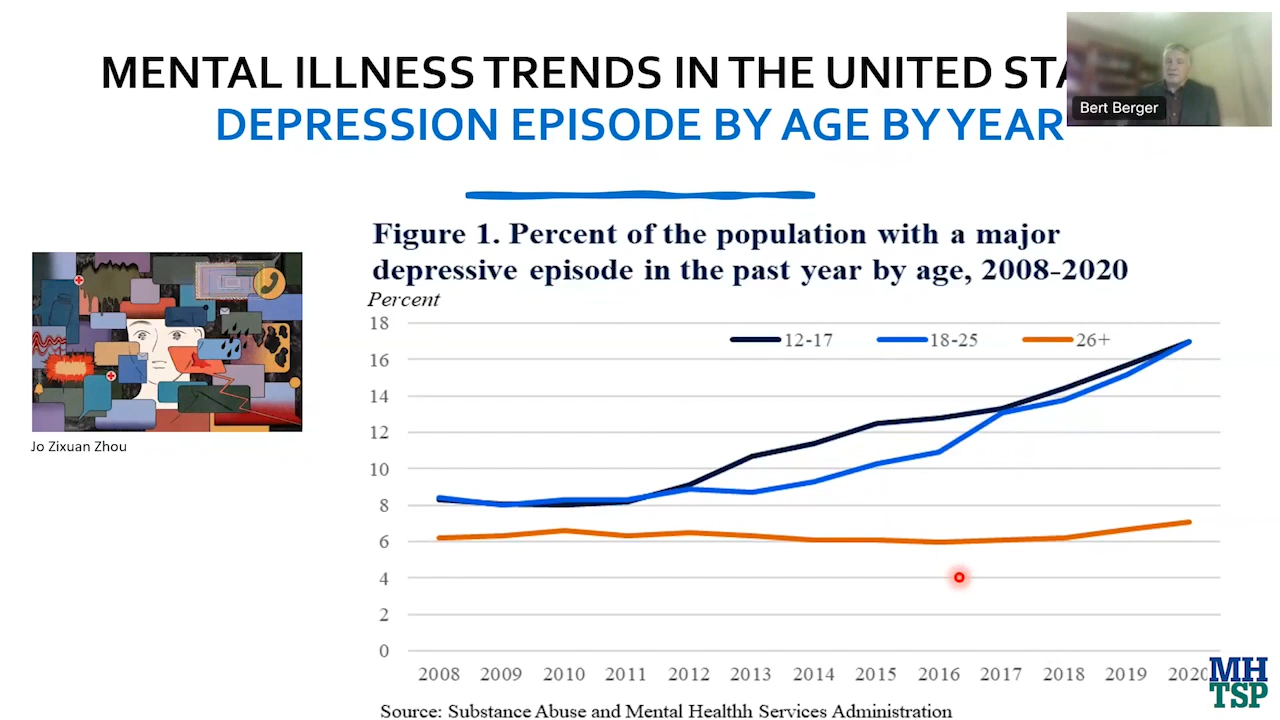 MENTAL ILLNESS TRENDS IN THE UNITED STA
DEPRESSION EPISODE BY AGE BY YEAR
Bert Berger
Figure 1. Percent of the population with a major
depressive episode in the past year by age, 2008-2020
Percent
12-17 18-25 26+
18
16
14
12
10
8
6
4
2
0
2008 2009 2010 2011 2012 2013 2014 2015 2016 2017 2018 2019 2020
Jo Zixuan Zhou
Source: Substance Abuse and Mental Healthh Services Administration
MH
TSP